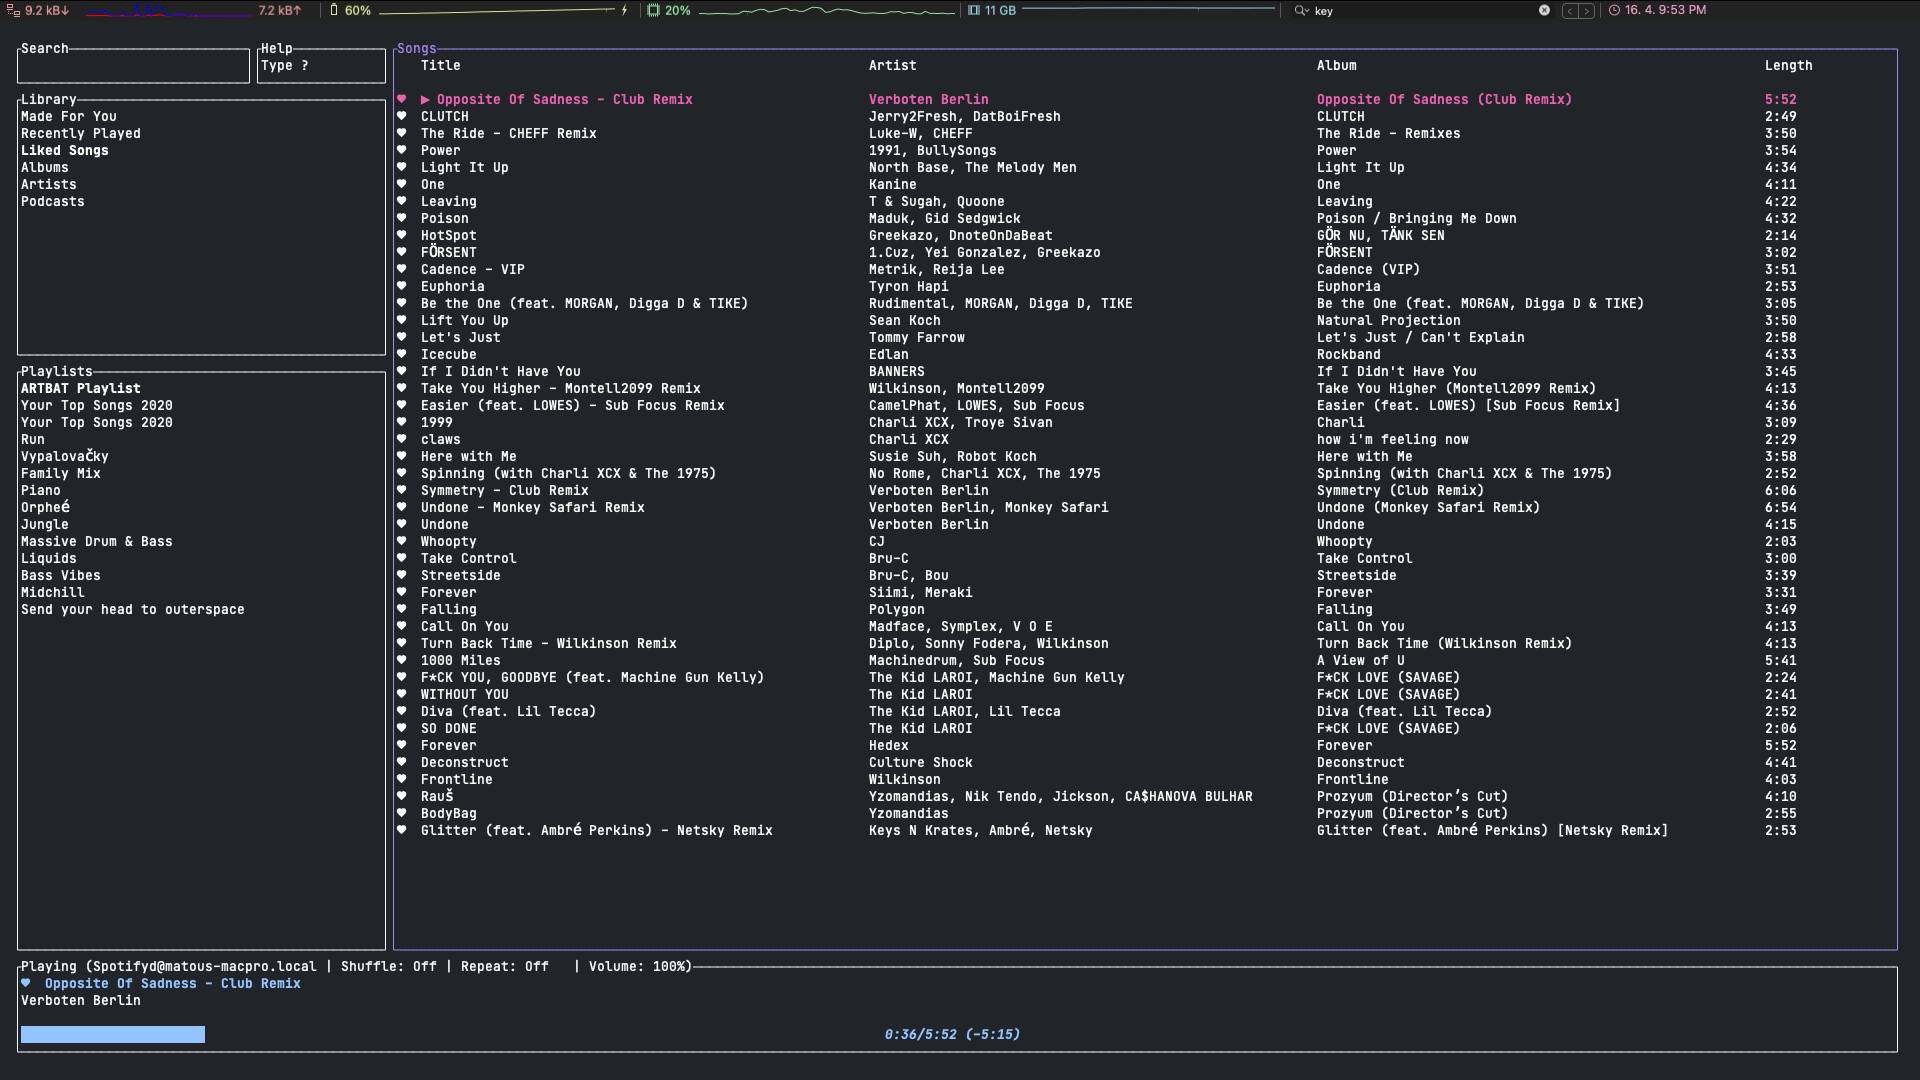 9.2 kB↓ 7.2 kB↑ 60% 20% 11 GB key 16. 4. 9:53 PM
Search
Help
Type ?
Library
Made For You
Recently Played
Liked Songs
Albums
Artists
Podcasts
Playlists
ARTBAT Playlist
Your Top Songs 2020
Your Top Songs 2020
Run
Vypalovačky
Family Mix
Piano
Orpheé
Jungle
Massive Drum & Bass
Liquids
Bass Vibes
Midchill
Send your head to outerspace
Songs
Title Artist Album Length
♥ ▶ Opposite Of Sadness - Club Remix Verboten Berlin Opposite Of Sadness (Club Remix) 5:52
♥ CLUTCH Jerry2Fresh, DatBoiFresh CLUTCH 2:49
♥ The Ride - CHEFF Remix Luke-W, CHEFF The Ride - Remixes 3:50
♥ Power 1991, BullySongs Power 3:54
♥ Light It Up North Base, The Melody Men Light It Up 4:34
♥ One Kanine One 4:11
♥ Leaving T & Sugah, Quoone Leaving 4:22
♥ Poison Maduk, Gid Sedgwick Poison / Bringing Me Down 4:32
♥ HotSpot Greekazo, DnoteOnDaBeat GÖR NU, TÄNK SEN 2:14
♥ FÖRSENT 1.Cuz, Yei Gonzalez, Greekazo FÖRSENT 3:02
♥ Cadence - VIP Metrik, Reija Lee Cadence (VIP) 3:51
♥ Euphoria Tyron Hapi Euphoria 2:53
♥ Be the One (feat. MORGAN, Digga D & TIKE) Rudimental, MORGAN, Digga D, TIKE Be the One (feat. MORGAN, Digga D & TIKE) 3:05
♥ Lift You Up Sean Koch Natural Projection 3:50
♥ Let's Just Tommy Farrow Let's Just / Can't Explain 2:58
♥ Icecube Edlan Rockband 4:33
♥ If I Didn't Have You BANNERS If I Didn't Have You 3:45
♥ Take You Higher - Montell2099 Remix Wilkinson, Montell2099 Take You Higher (Montell2099 Remix) 4:13
♥ Easier (feat. LOWES) - Sub Focus Remix CamelPhat, LOWES, Sub Focus Easier (feat. LOWES) [Sub Focus Remix] 4:36
♥ 1999 Charli XCX, Troye Sivan Charli 3:09
♥ claws Charli XCX how i'm feeling now 2:29
♥ Here with Me Susie Suh, Robot Koch Here with Me 3:58
♥ Spinning (with Charli XCX & The 1975) No Rome, Charli XCX, The 1975 Spinning (with Charli XCX & The 1975) 2:52
♥ Symmetry - Club Remix Verboten Berlin Symmetry (Club Remix) 6:06
♥ Undone - Monkey Safari Remix Verboten Berlin, Monkey Safari Undone (Monkey Safari Remix) 6:54
♥ Undone Verboten Berlin Undone 4:15
♥ Whoopty CJ Whoopty 2:03
♥ Take Control Bru-C Take Control 3:00
♥ Streetside Bru-C, Bou Streetside 3:39
♥ Forever Siimi, Meraki Forever 3:31
♥ Falling Polygon Falling 3:49
♥ Call On You Madface, Symplex, V O E Call On You 4:13
♥ Turn Back Time - Wilkinson Remix Diplo, Sonny Fodera, Wilkinson Turn Back Time (Wilkinson Remix) 4:13
♥ 1000 Miles Machinedrum, Sub Focus A View of U 5:41
♥ F*CK YOU, GOODBYE (feat. Machine Gun Kelly) The Kid LAROI, Machine Gun Kelly F*CK LOVE (SAVAGE) 2:24
♥ WITHOUT YOU The Kid LAROI F*CK LOVE (SAVAGE) 2:41
♥ Diva (feat. Lil Tecca) The Kid LAROI, Lil Tecca Diva (feat. Lil Tecca) 2:52
♥ SO DONE The Kid LAROI F*CK LOVE (SAVAGE) 2:06
♥ Forever Hedex Forever 5:52
♥ Deconstruct Culture Shock Deconstruct 4:41
♥ Frontline Wilkinson Frontline 4:03
♥ Rauš Yzomandias, Nik Tendo, Jickson, CA$HANOVA BULHAR Prozyum (Director’s Cut) 4:10
♥ BodyBag Yzomandias Prozyum (Director’s Cut) 2:55
♥ Glitter (feat. Ambré Perkins) - Netsky Remix Keys N Krates, Ambré, Netsky Glitter (feat. Ambré Perkins) [Netsky Remix] 2:53
Playing (Spotifyd@matous-macpro.local | Shuffle: Off | Repeat: Off | Volume: 100%)
♥ Opposite Of Sadness - Club Remix
Verboten Berlin
0:36/5:52 (-5:15)